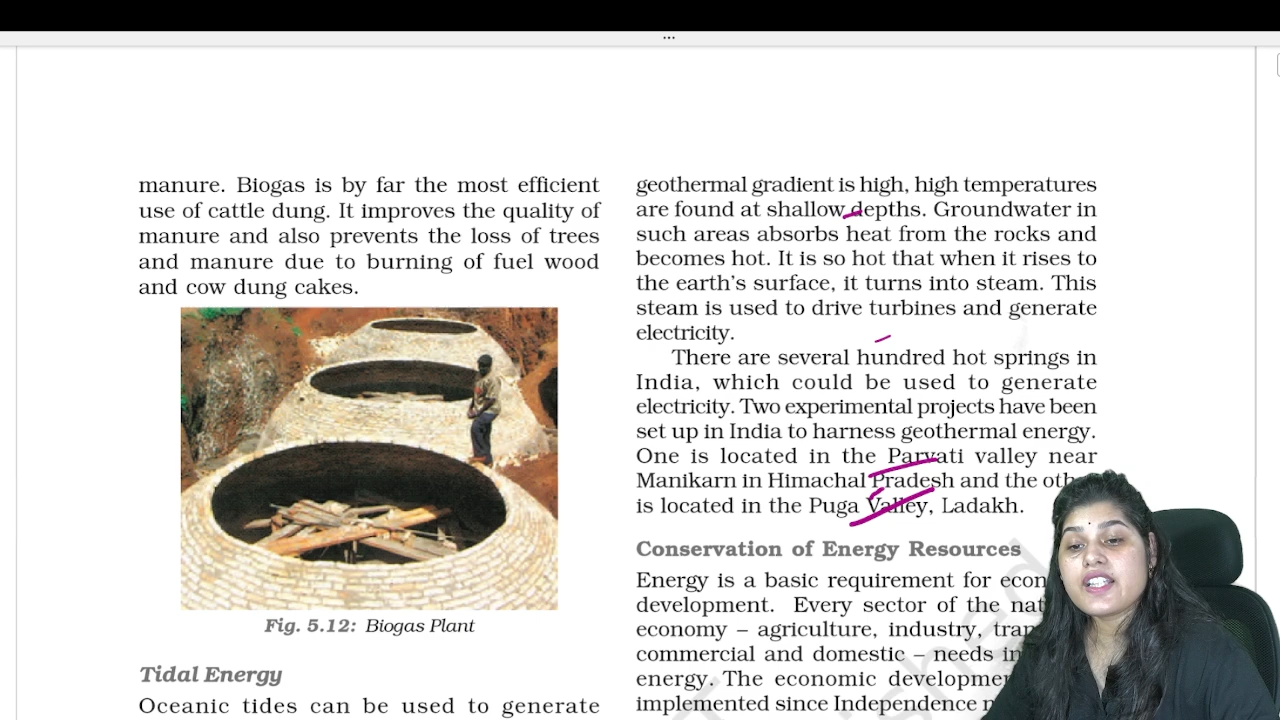 manure. Biogas is by far the most efficient
use of cattle dung. It improves the quality of
manure and also prevents the loss of trees
and manure due to burning of fuel wood
and cow dung cakes.
Fig. 5.12: Biogas Plant
Tidal Energy
Oceanic tides can be used to generate
geothermal gradient is high, high temperatures
are found at shallow depths. Groundwater in
such areas absorbs heat from the rocks and
becomes hot. It is so hot that when it rises to
the earth's surface, it turns into steam. This
steam is used to drive turbines and generate
electricity.
There are several hundred hot springs in
India, which could be used to generate
electricity. Two experimental projects have been
set up in India to harness geothermal energy.
One is located in the Parvati valley near
Manikarn in Himachal Pradesh and the
is located in the Puga Valley, Ladakh.
Conservation of Energy Resources
Energy is a basic requirement for
development. Every sector of the
economy – agriculture, industry,
commercial and domestic – needs
energy. The economic
implemented since Independence